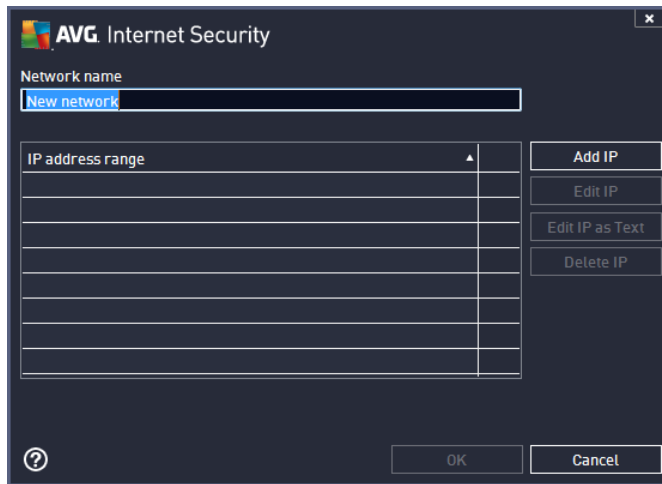 AVG. Internet Security
x
Network name
New network
IP address range
Add IP
Edit IP
Edit IP as Text
Delete IP
?
OK
Cancel